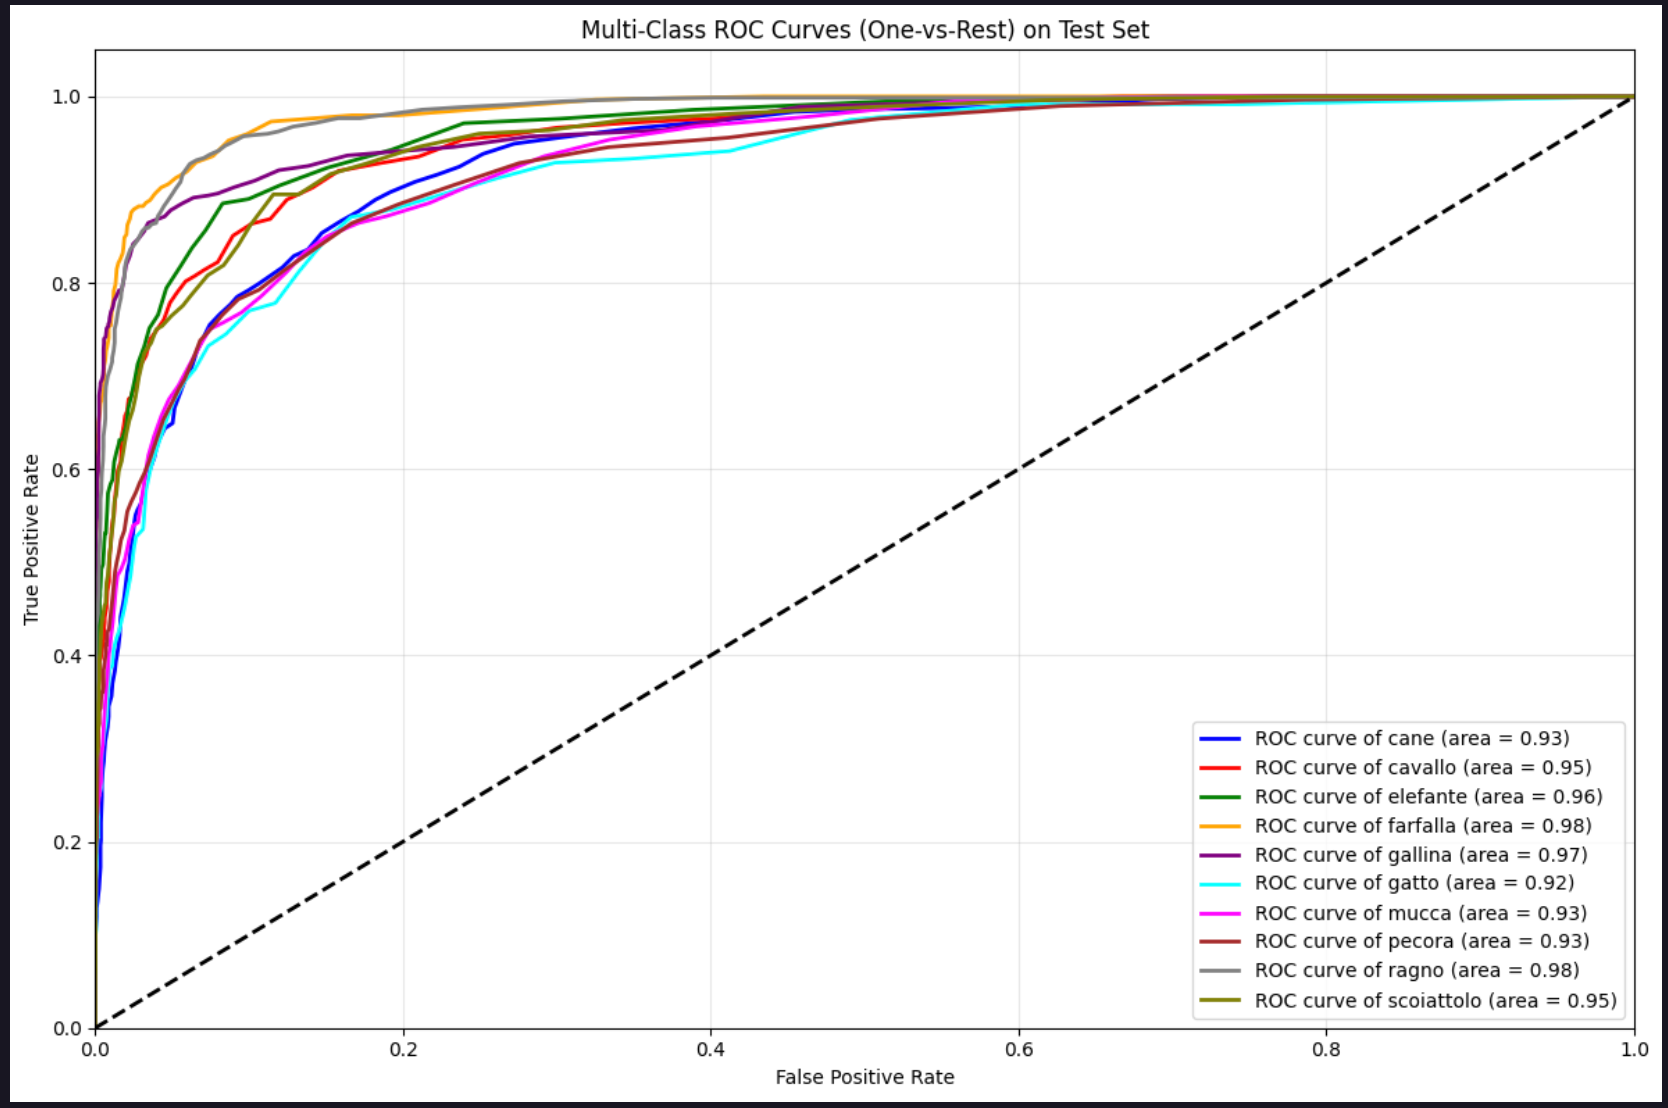 Multi-Class ROC Curves (One-vs-Rest) on Test Set
True Positive Rate
1.0
0.8
0.6
0.4
0.2
0.0
0.0 0.2 0.4 0.6 0.8 1.0
False Positive Rate
ROC curve of cane (area = 0.93)
ROC curve of cavallo (area = 0.95)
ROC curve of elefante (area = 0.96)
ROC curve of farfalla (area = 0.98)
ROC curve of gallina (area = 0.97)
ROC curve of gatto (area = 0.92)
ROC curve of mucca (area = 0.93)
ROC curve of pecora (area = 0.93)
ROC curve of ragno (area = 0.98)
ROC curve of scoiattolo (area = 0.95)